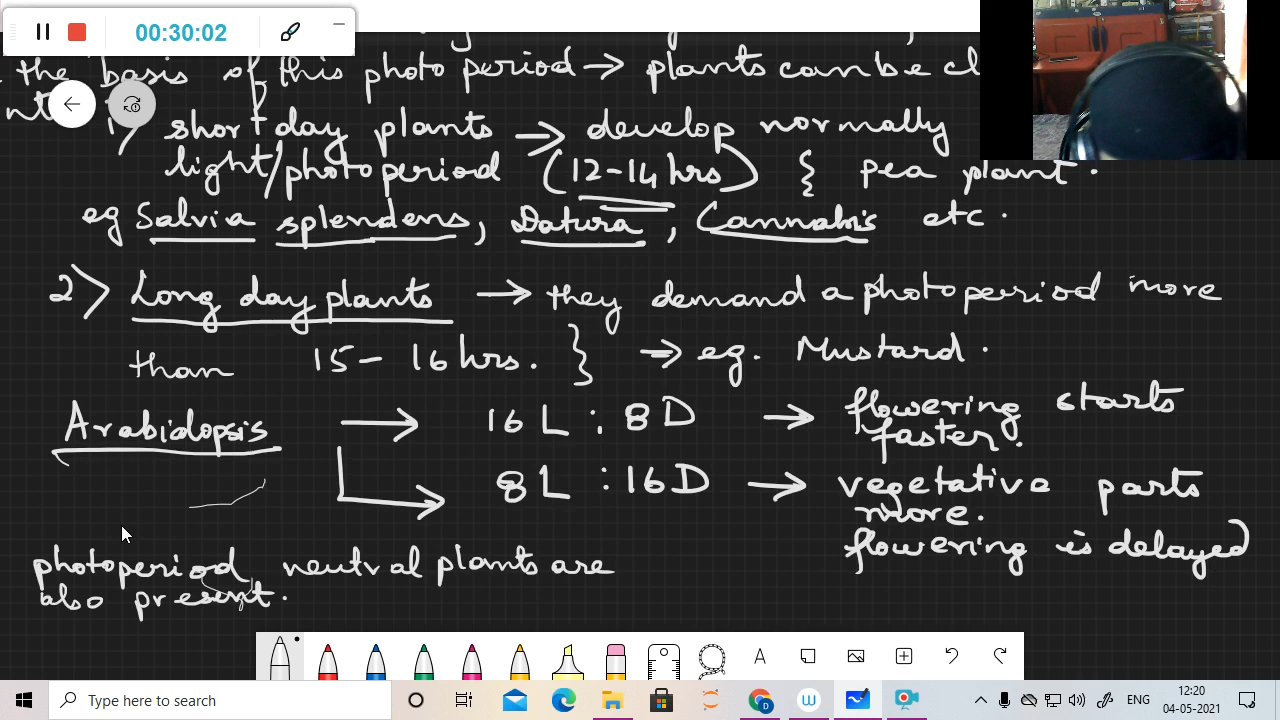 00:30:02
the basis of this photo period → plants can be cl
1) short day plants → develop normally
light/photoperiod (12-14 hrs) { pea plant.
eg Salvia splendens, Datura, Cannabis etc.
2) Long day plants → they demand a photoperiod more
than 15-16 hrs. } → eg. Mustard.
Arabidopsis → 16 L : 8 D → flowering starts
faster.
→ 8 L : 16 D → vegetative parts
more.
flowering is delayed
photoperiod neutral plants are
also present.
Type here to search
ENG
12:20
04-05-2021